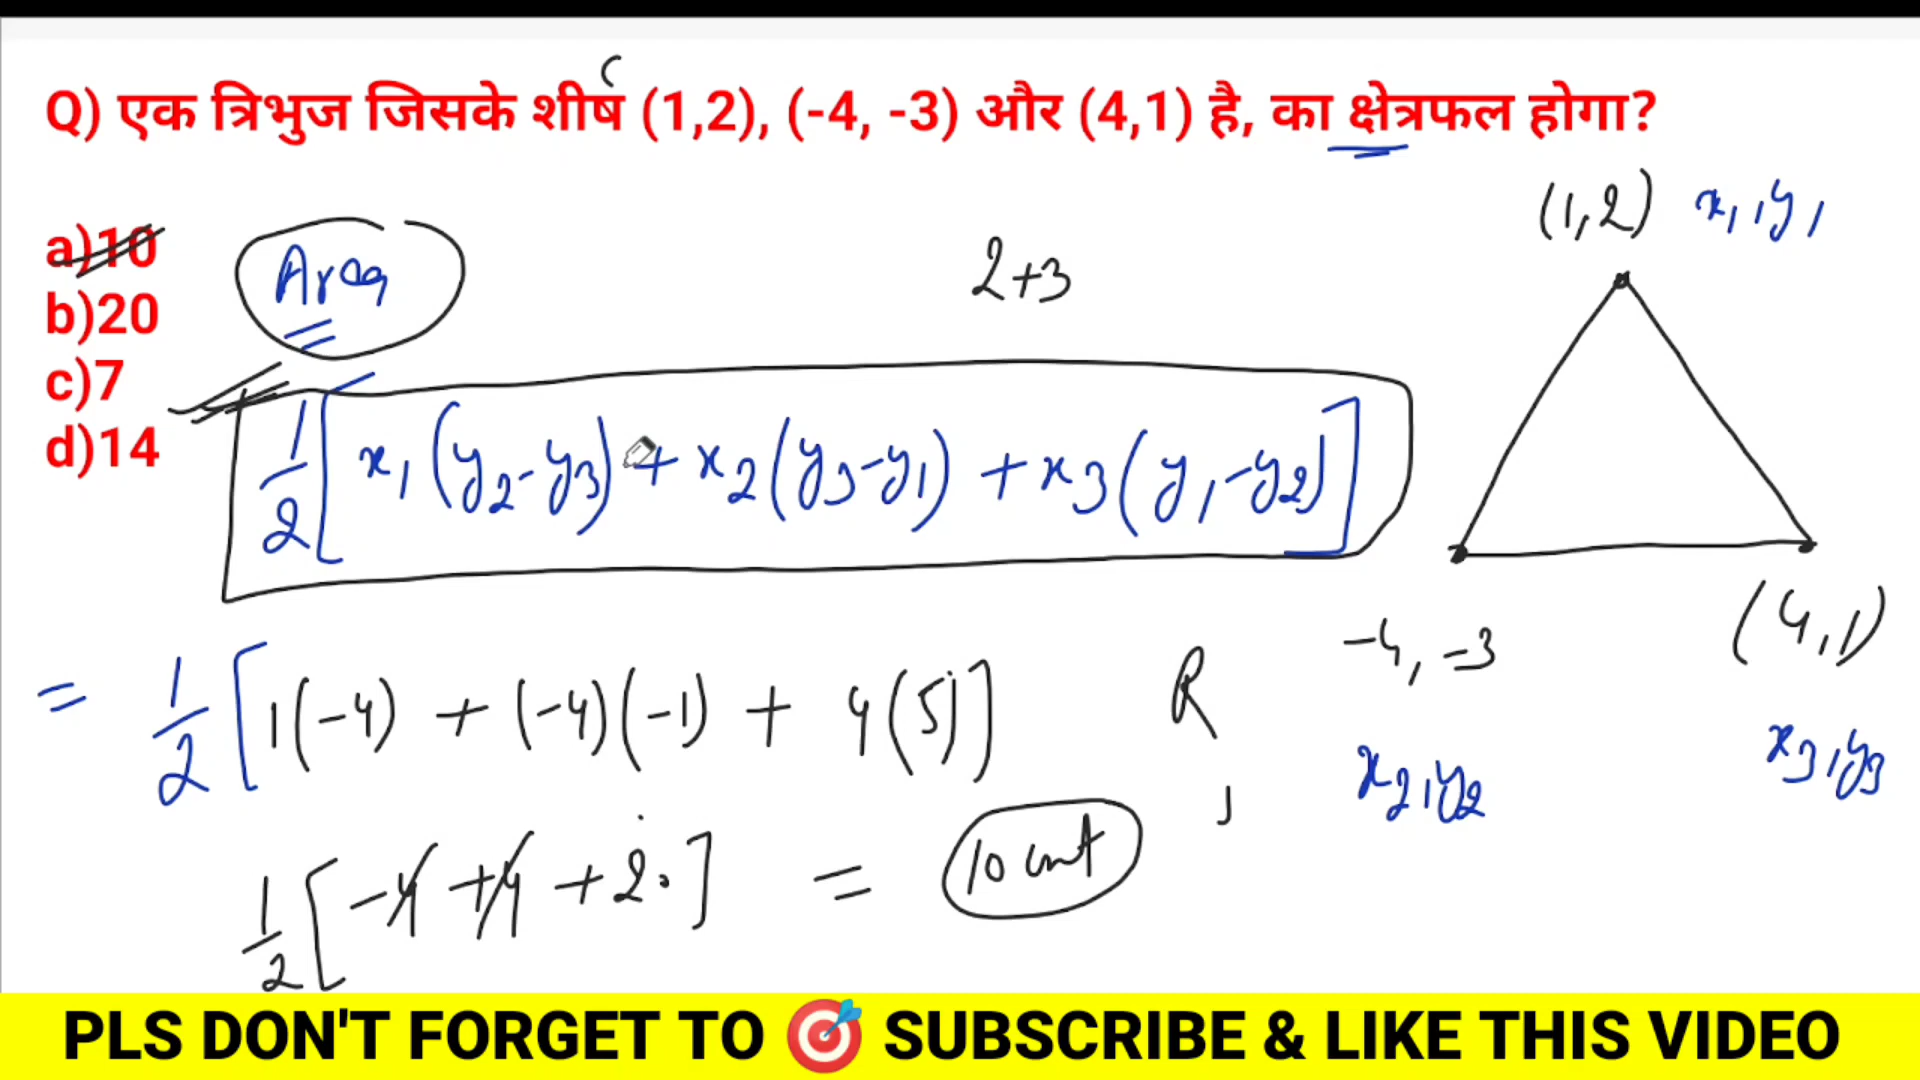 Q) एक त्रिभुज जिसके शीष (1,2), (-4, -3) और (4,1) है, का क्षेत्रफल होगा?
(1,2) x1,y1
a)10
Area
2+3
b)20
c)7
d)14
1/2[x1(y2-y3)+x2(y3-y1)+x3(y1-y2)]
-4, -3
(4,1)
= 1/2[1(-4) + (-4)(-1) + 4(5)]
R
x2,y2
x3,y3
1/2[-4+4+20] = 10 unt
PLS DON'T FORGET TO 🎯 SUBSCRIBE & LIKE THIS VIDEO